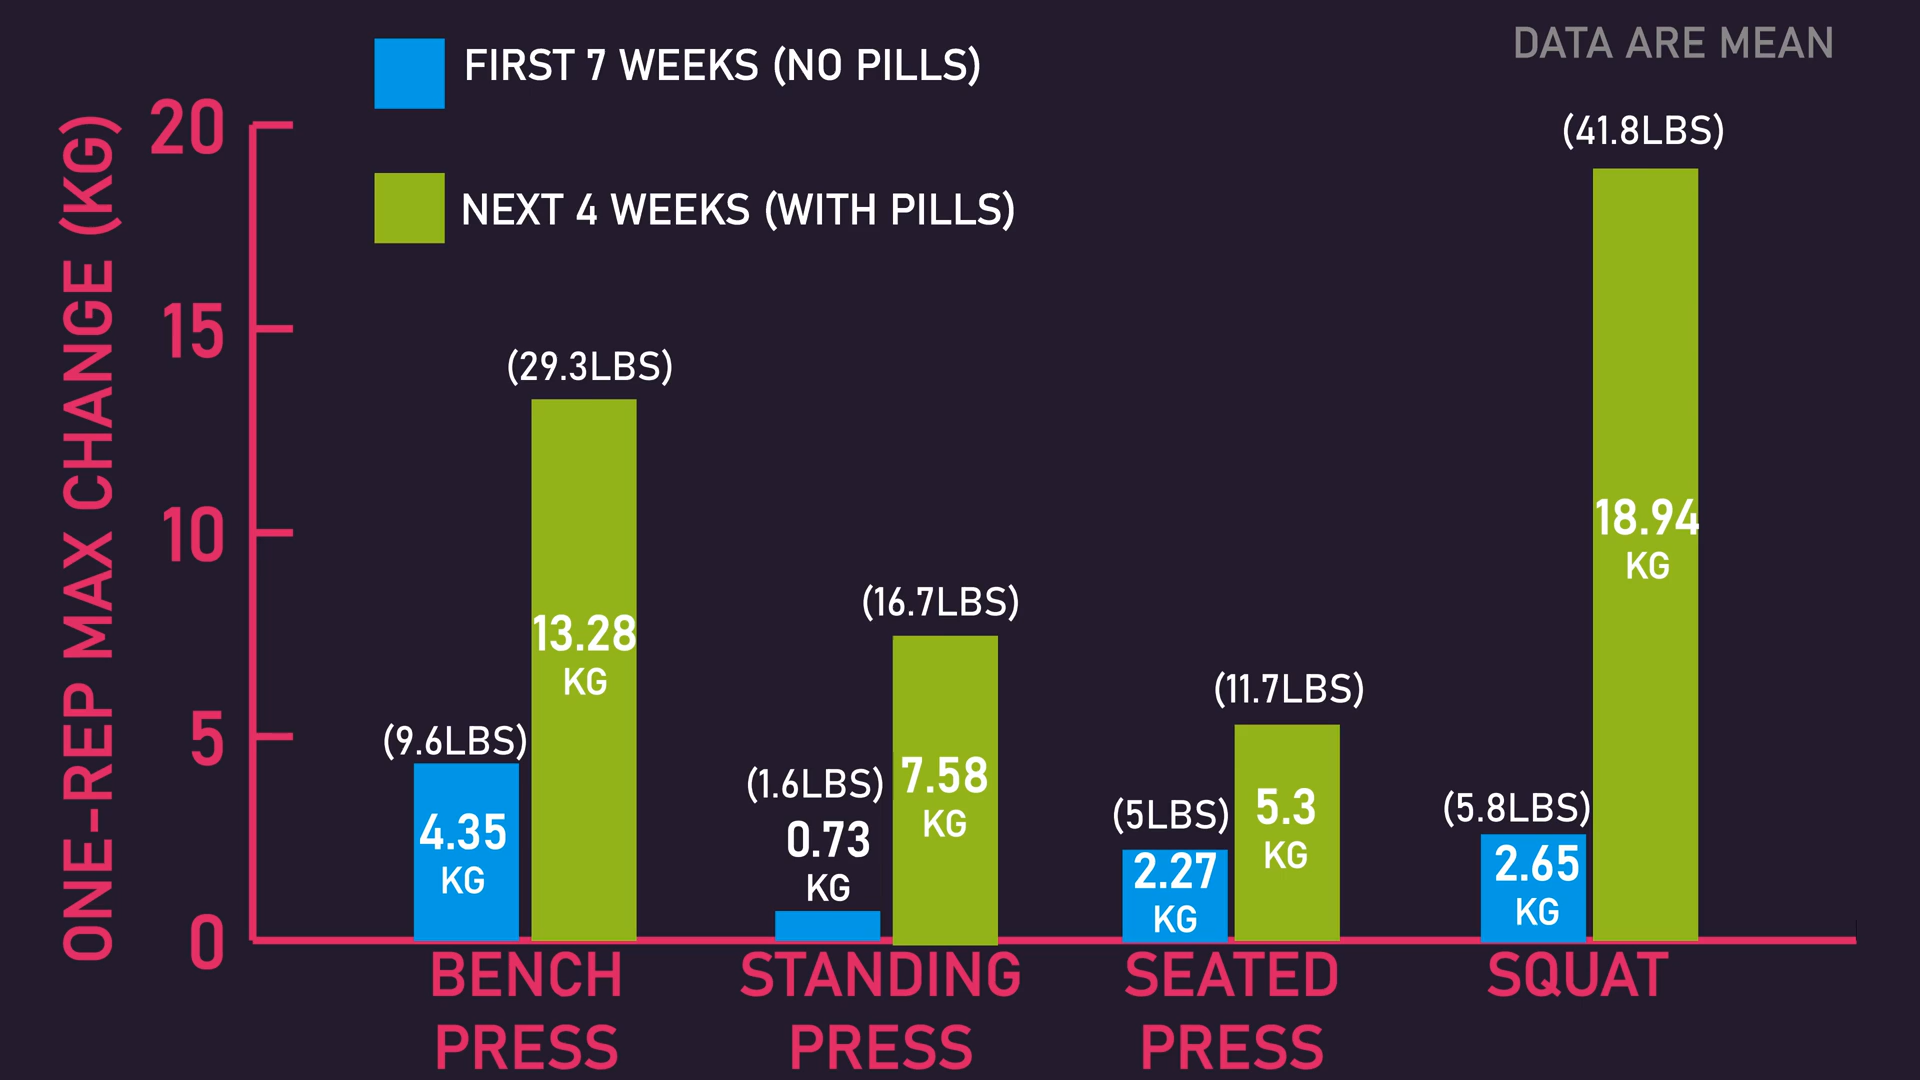 DATA ARE MEAN
FIRST 7 WEEKS (NO PILLS)
NEXT 4 WEEKS (WITH PILLS)
ONE-REP MAX CHANGE (KG)
20
15
10
5
0
(9.6LBS)
4.35
KG
(29.3LBS)
13.28
KG
(1.6LBS)
0.73
KG
(16.7LBS)
7.58
KG
(5LBS)
2.27
KG
(11.7LBS)
5.3
KG
(5.8LBS)
2.65
KG
(41.8LBS)
18.94
KG
BENCH
PRESS
STANDING
PRESS
SEATED
PRESS
SQUAT